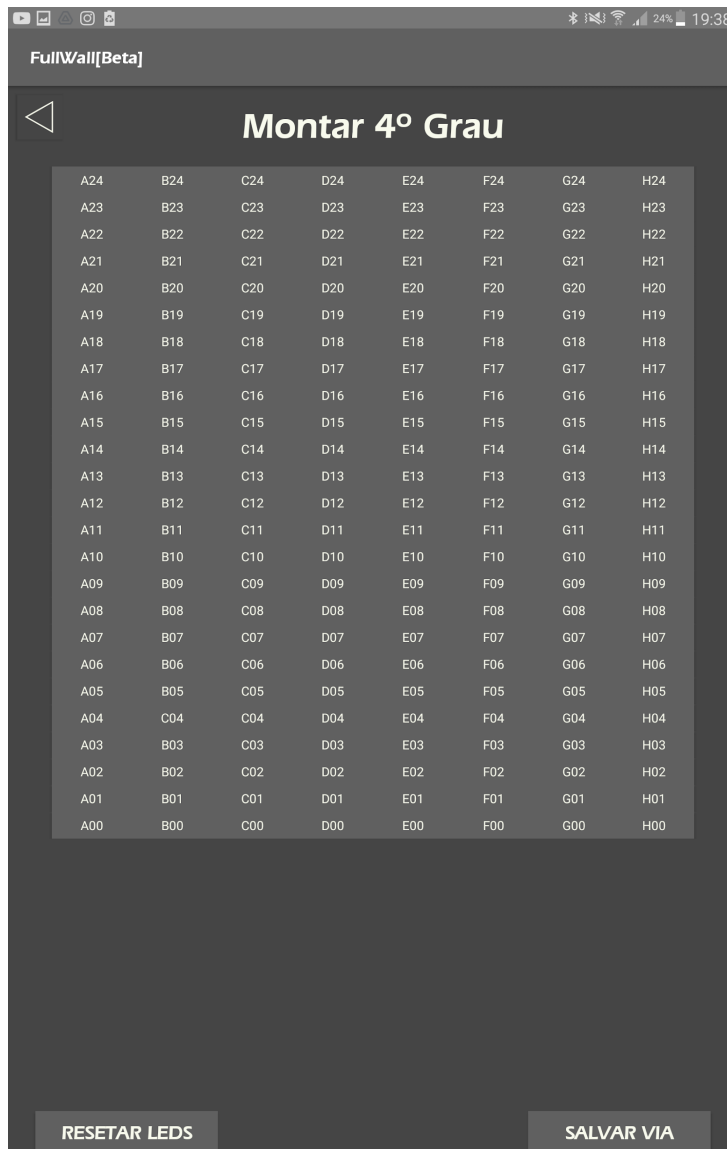 24% 19:38
FullWall[Beta]
Montar 4º Grau
A24 B24 C24 D24 E24 F24 G24 H24
A23 B23 C23 D23 E23 F23 G23 H23
A22 B22 C22 D22 E22 F22 G22 H22
A21 B21 C21 D21 E21 F21 G21 H21
A20 B20 C20 D20 E20 F20 G20 H20
A19 B19 C19 D19 E19 F19 G19 H19
A18 B18 C18 D18 E18 F18 G18 H18
A17 B17 C17 D17 E17 F17 G17 H17
A16 B16 C16 D16 E16 F16 G16 H16
A15 B15 C15 D15 E15 F15 G15 H15
A14 B14 C14 D14 E14 F14 G14 H14
A13 B13 C13 D13 E13 F13 G13 H13
A12 B12 C12 D12 E12 F12 G12 H12
A11 B11 C11 D11 E11 F11 G11 H11
A10 B10 C10 D10 E10 F10 G10 H10
A09 B09 C09 D09 E09 F09 G09 H09
A08 B08 C08 D08 E08 F08 G08 H08
A07 B07 C07 D07 E07 F07 G07 H07
A06 B06 C06 D06 E06 F06 G06 H06
A05 B05 C05 D05 E05 F05 G05 H05
A04 C04 C04 D04 E04 F04 G04 H04
A03 B03 C03 D03 E03 F03 G03 H03
A02 B02 C02 D02 E02 F02 G02 H02
A01 B01 C01 D01 E01 F01 G01 H01
A00 B00 C00 D00 E00 F00 G00 H00
RESETAR LEDS SALVAR VIA